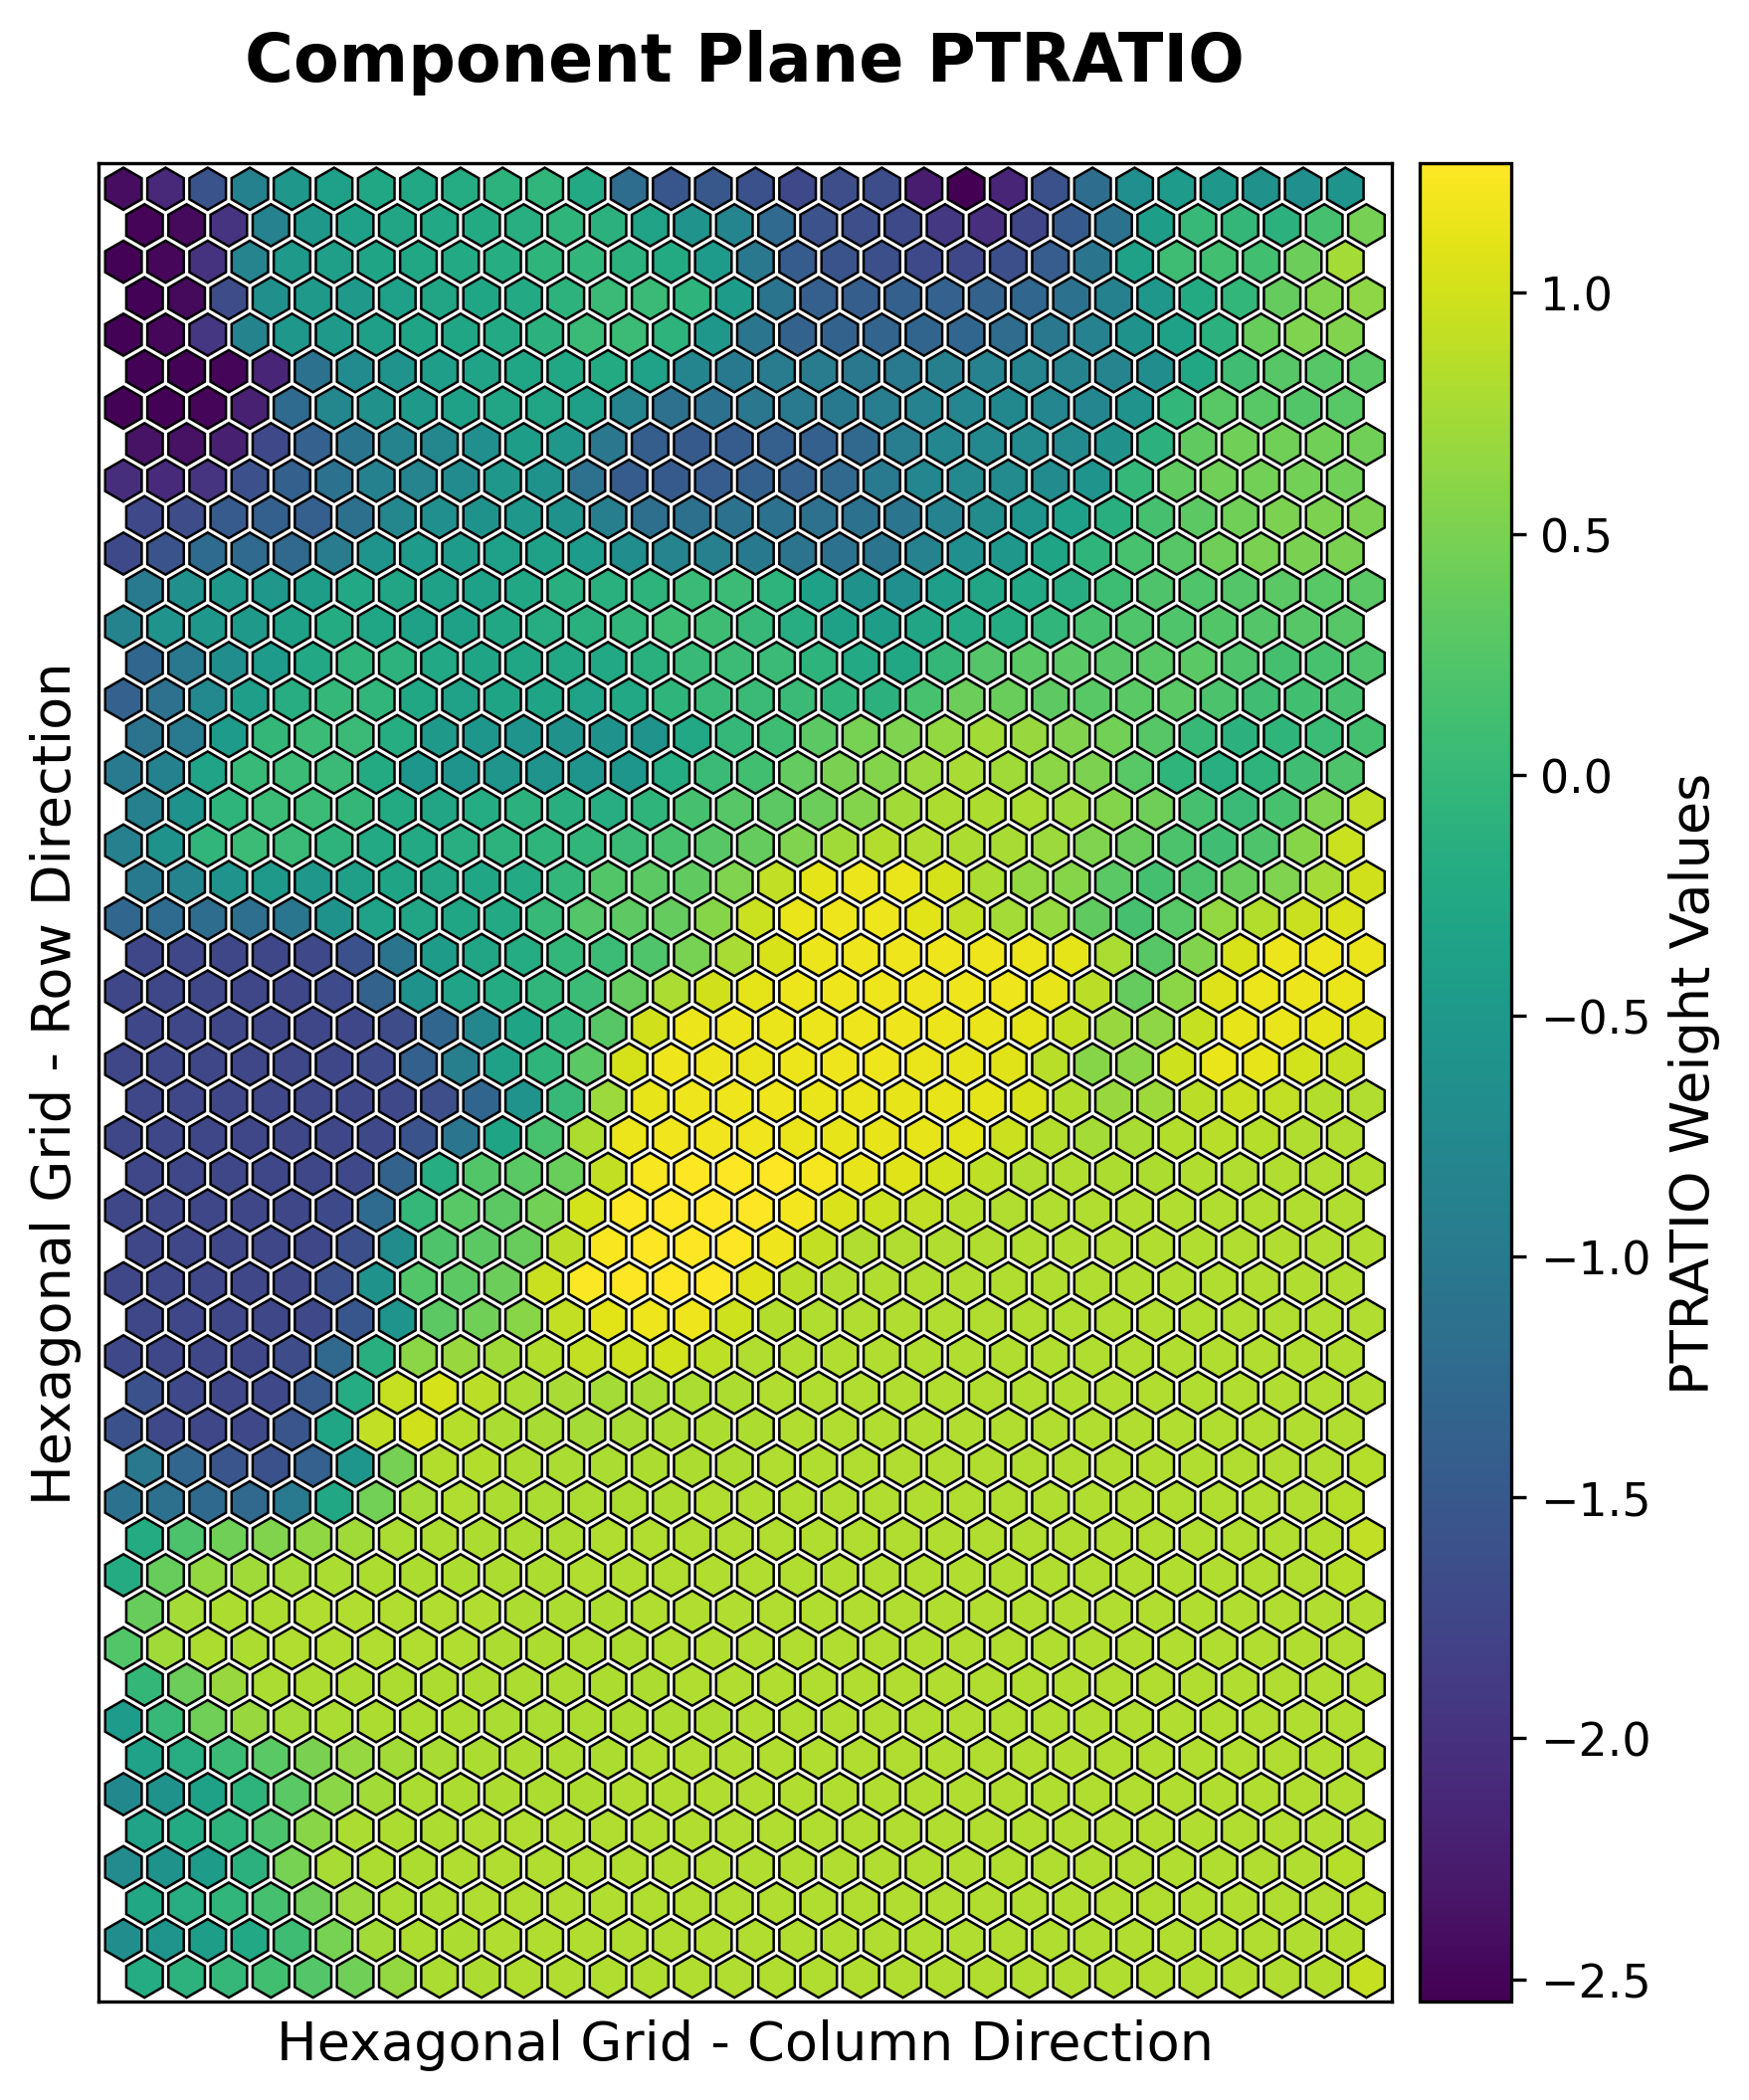 Component Plane PTRATIO
Hexagonal Grid - Row Direction
Hexagonal Grid - Column Direction
1.0
0.5
0.0
−0.5
−1.0
−1.5
−2.0
−2.5
PTRATIO Weight Values